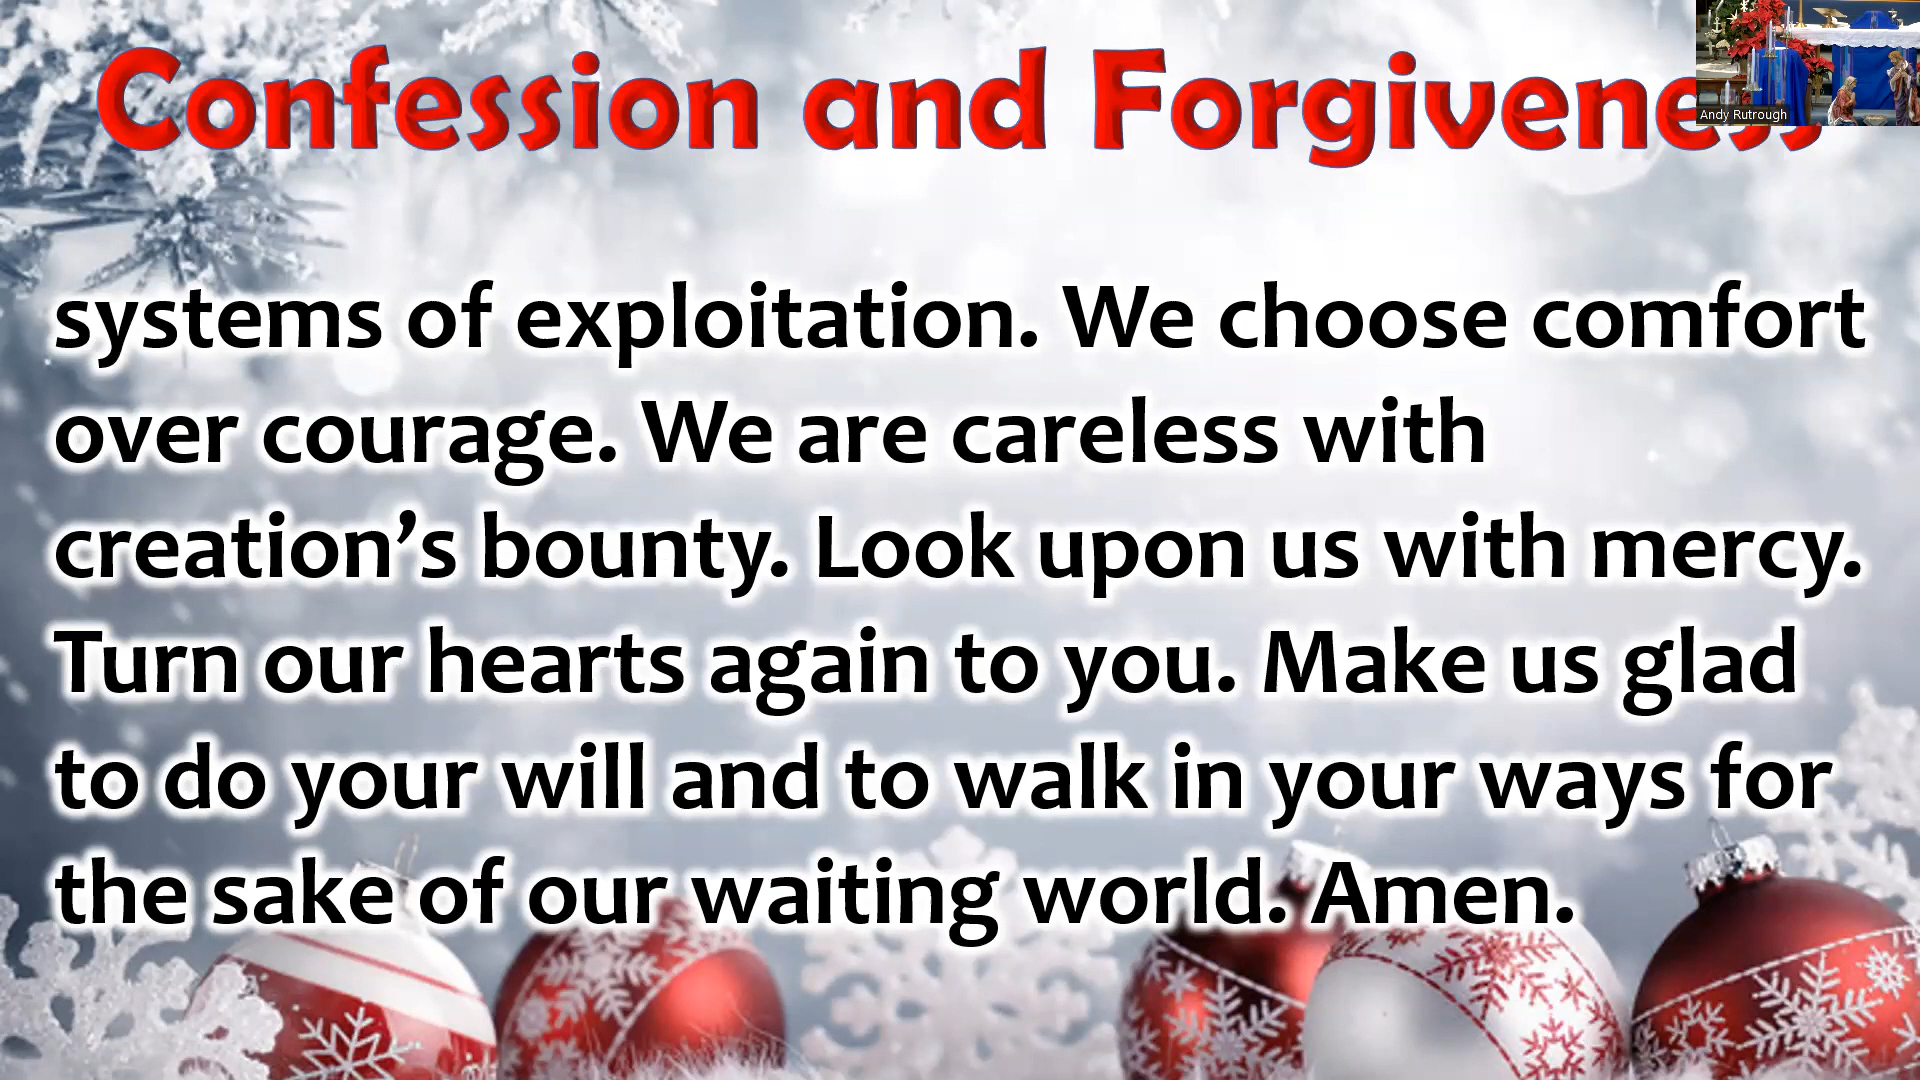 Confession and Forgiveness
Andy Rutrough
systems of exploitation. We choose comfort
over courage. We are careless with
creation’s bounty. Look upon us with mercy.
Turn our hearts again to you. Make us glad
to do your will and to walk in your ways for
the sake of our waiting world. Amen.